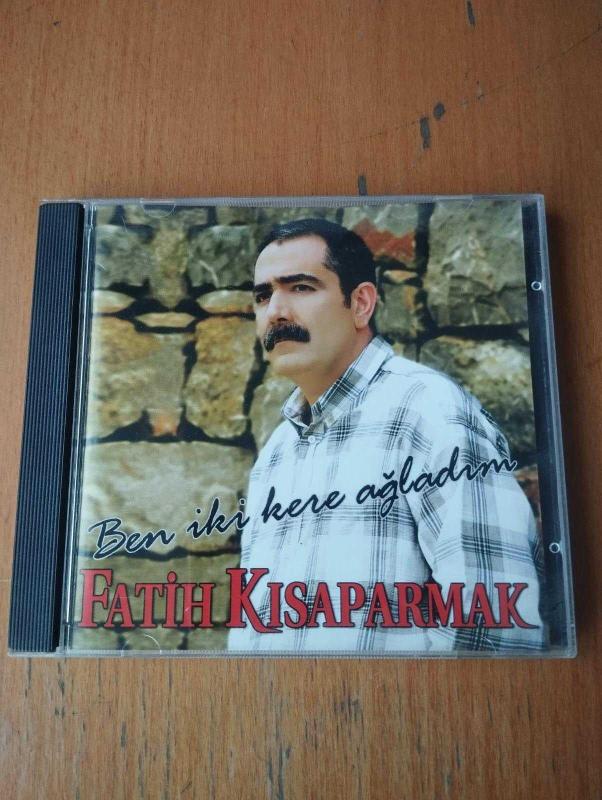 Ben iki kere ağladım
FATİH KISAPARMAK